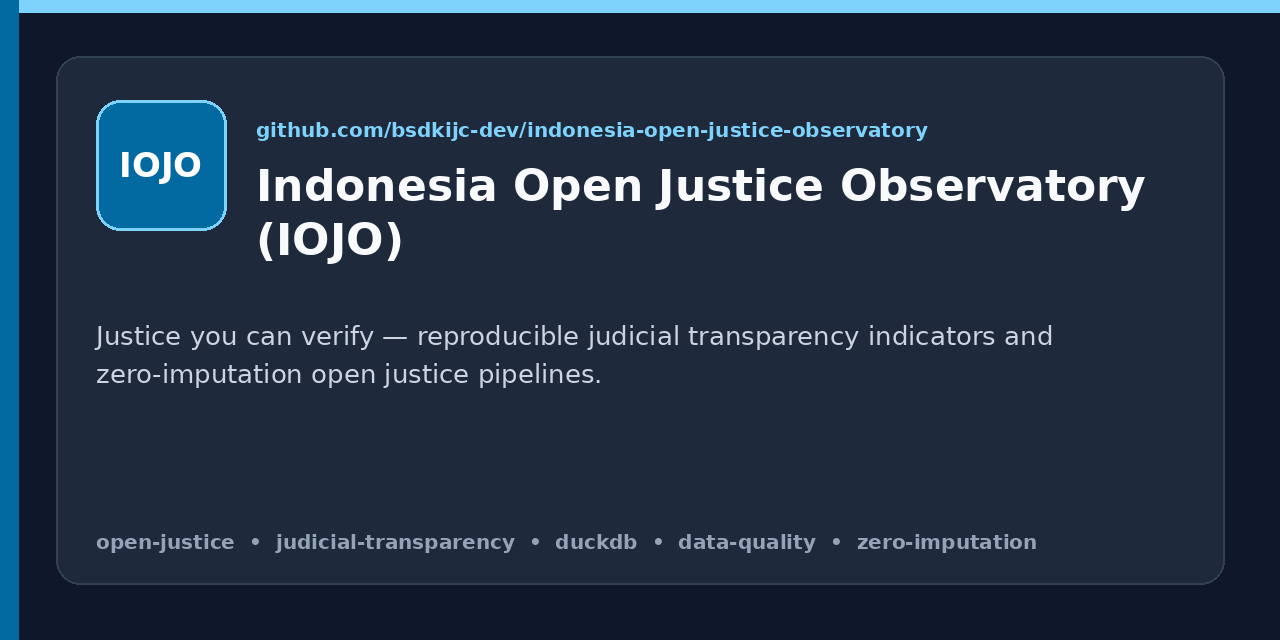 IOJO
github.com/bsdkijc-dev/indonesia-open-justice-observatory
Indonesia Open Justice Observatory
(IOJO)
Justice you can verify — reproducible judicial transparency indicators and
zero-imputation open justice pipelines.
open-justice • judicial-transparency • duckdb • data-quality • zero-imputation